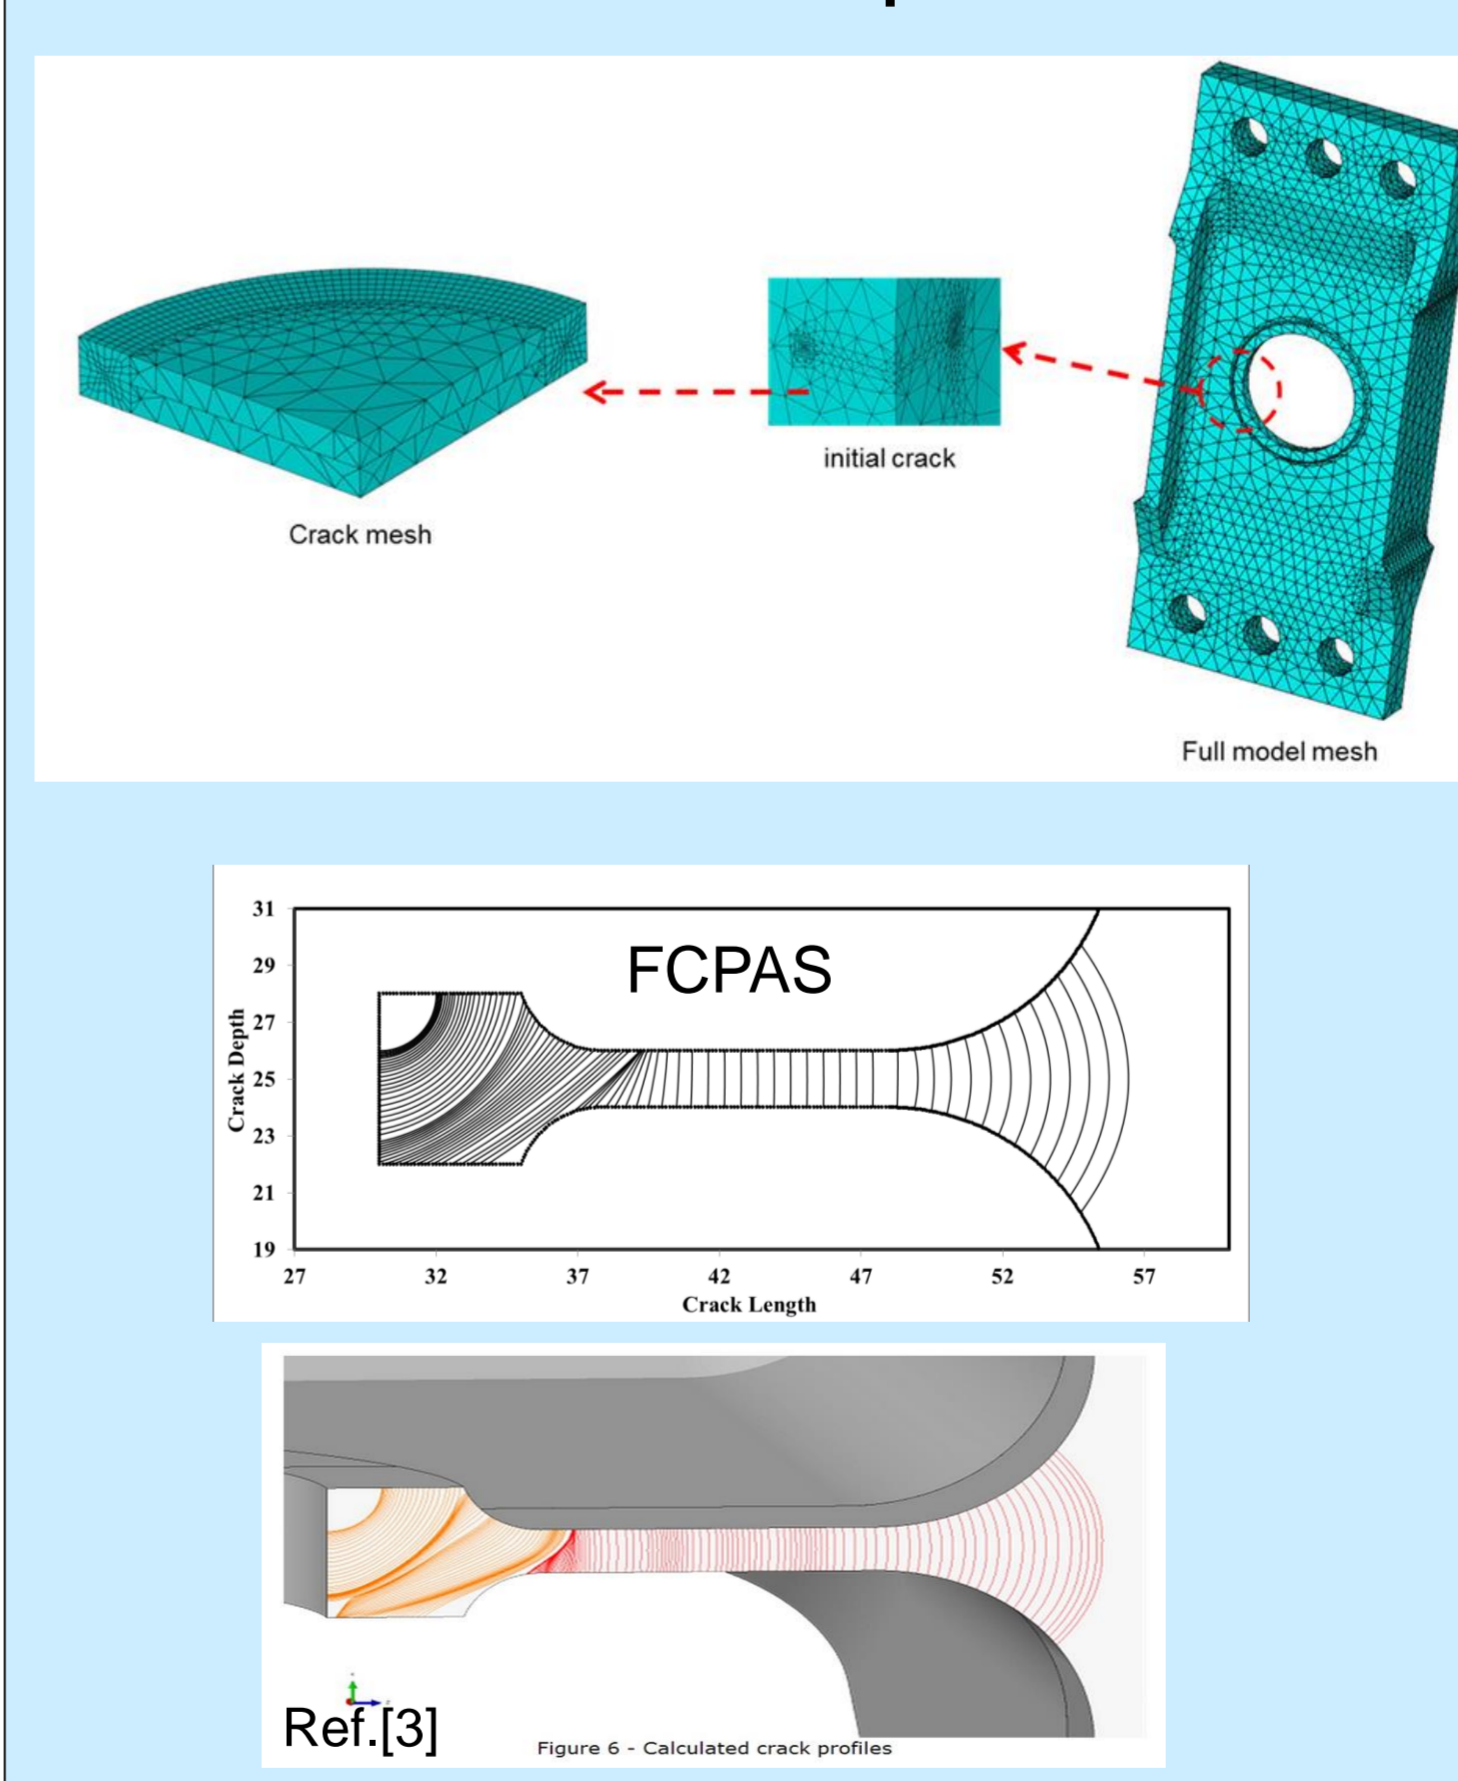 initial crack
Crack mesh
Full model mesh
FCPAS
31
29
27
25
23
21
19
Crack Depth
27 32 37 42 47 52 57
Crack Length
Ref.[3]
Figure 6 - Calculated crack profiles